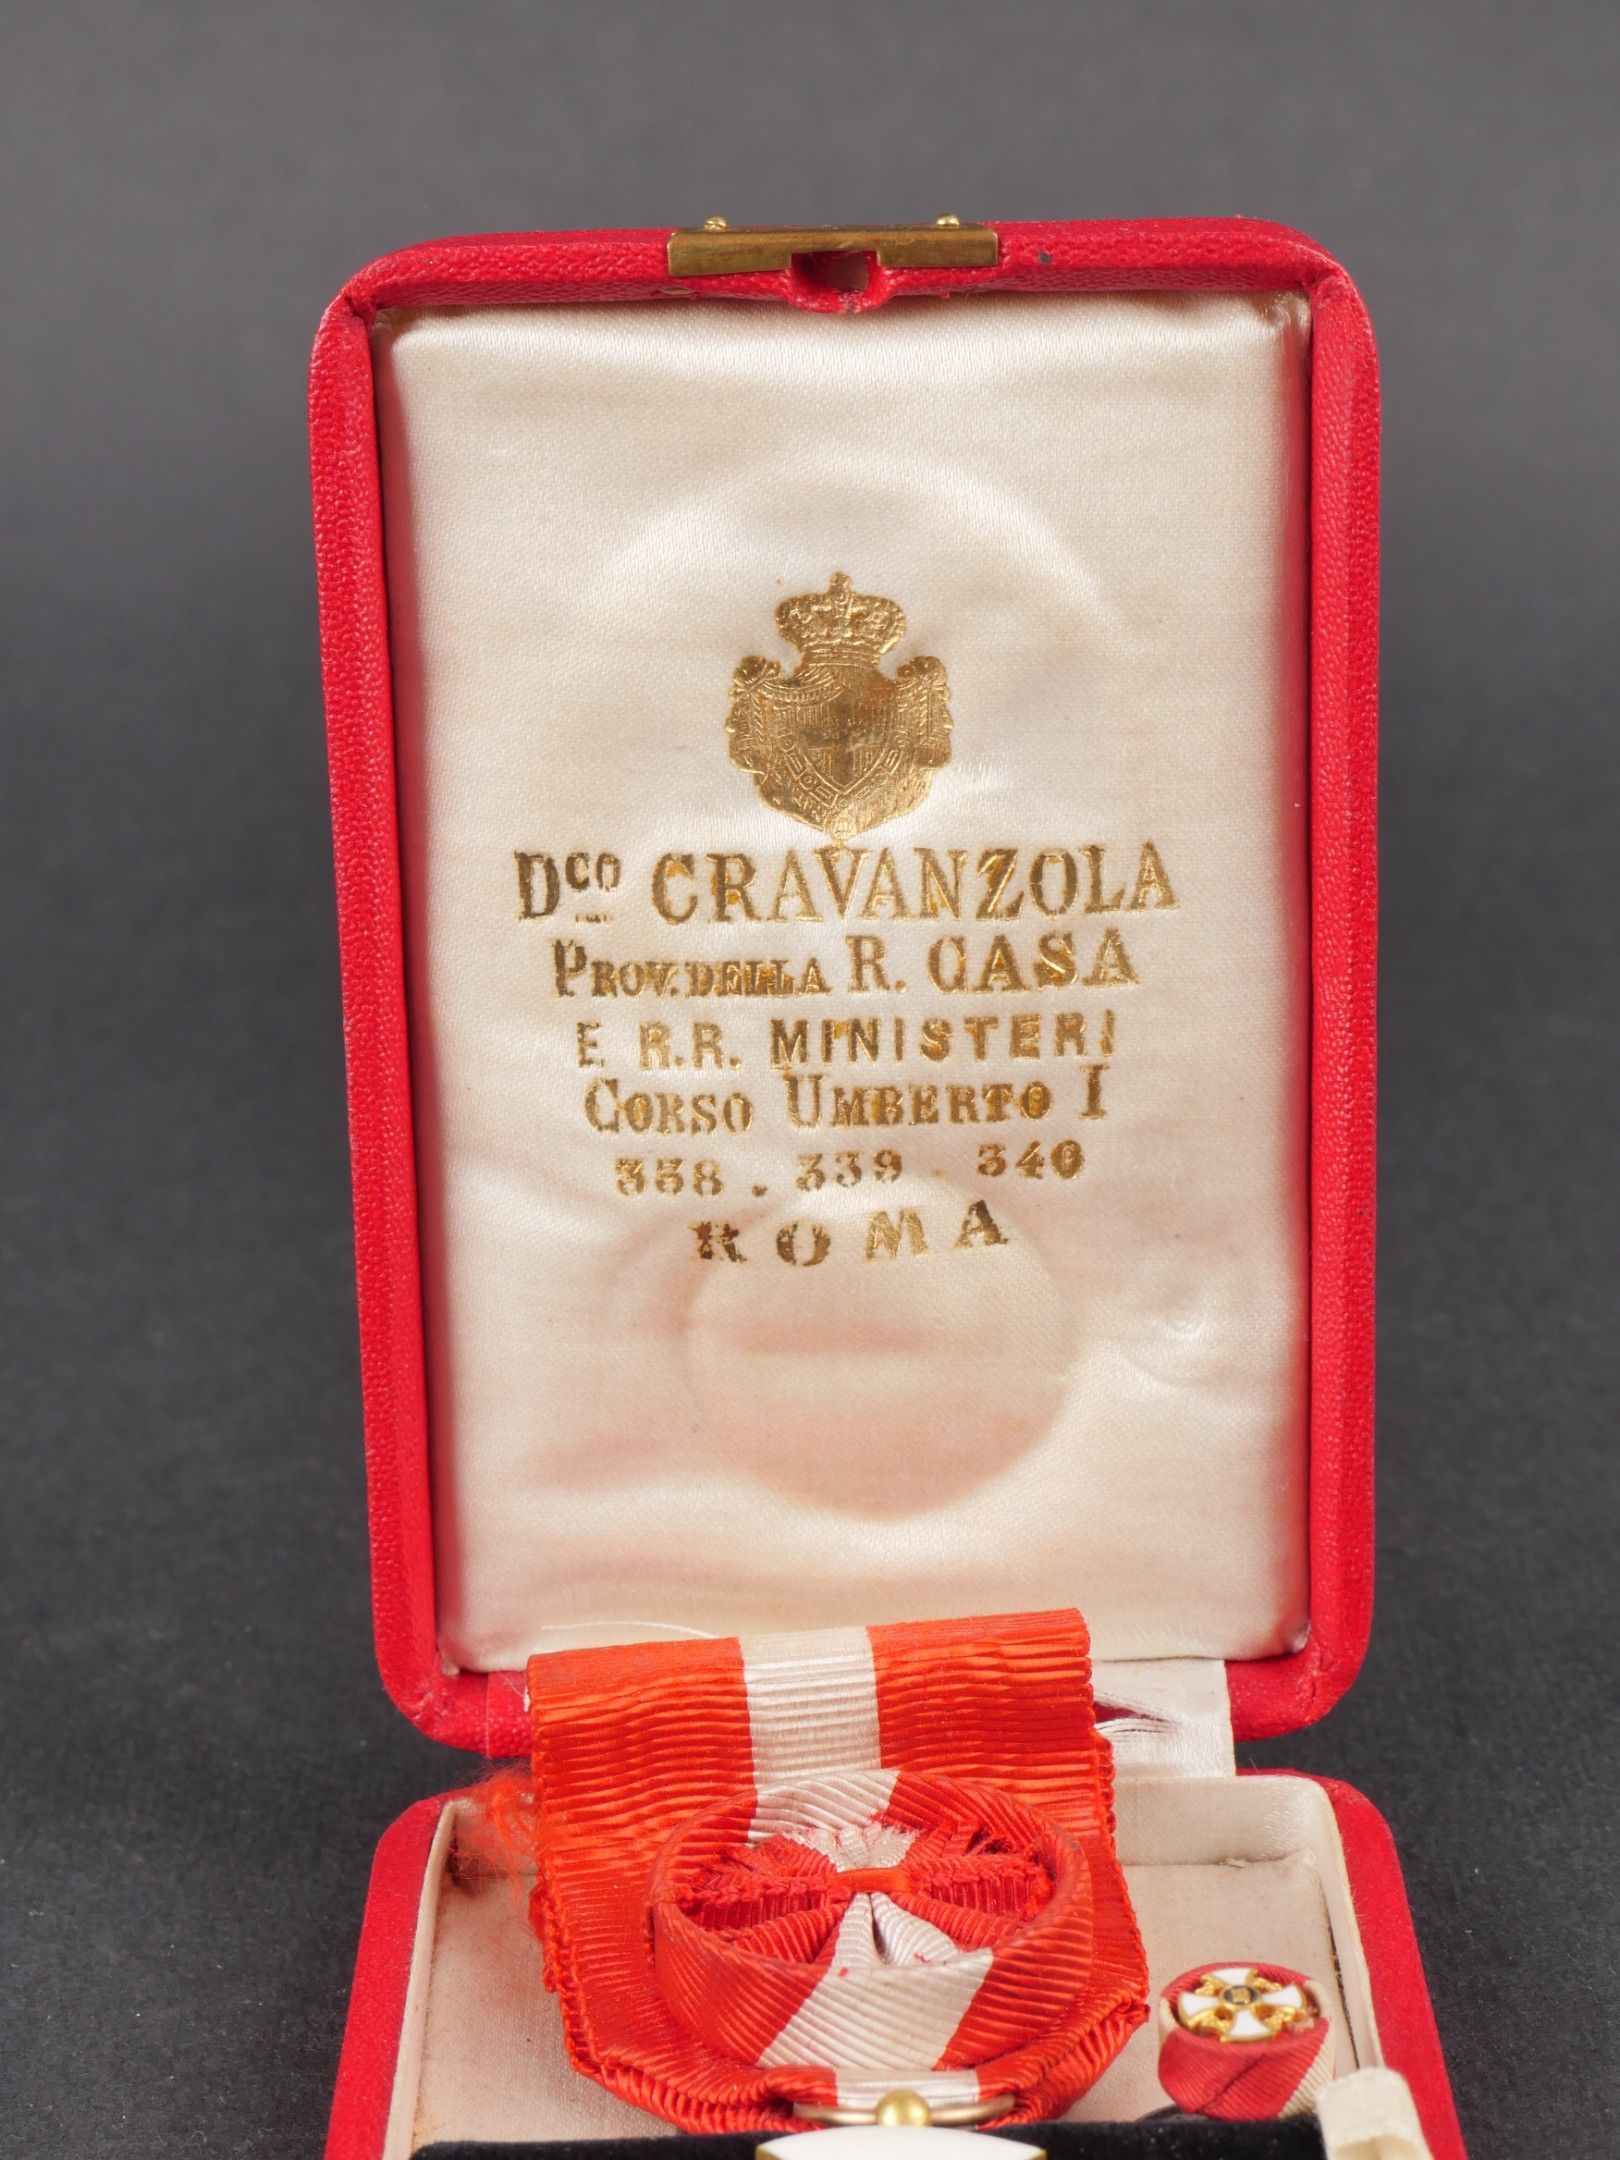 Dco. CRAVANZOLA
PROV. DELLA R. CASA
E R.R. MINISTERI
CORSO UMBERTO I
338 . 339 . 340
ROMA